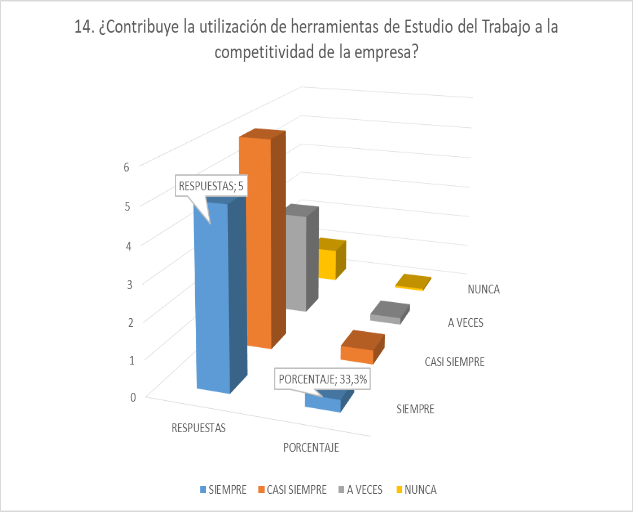 14. ¿Contribuye la utilización de herramientas de Estudio del Trabajo a la
competitividad de la empresa?
6
5
4
3
2
1
0
RESPUESTAS; 5
PORCENTAJE; 33,3%
NUNCA
A VECES
CASI SIEMPRE
SIEMPRE
RESPUESTAS
PORCENTAJE
SIEMPRE CASI SIEMPRE A VECES NUNCA